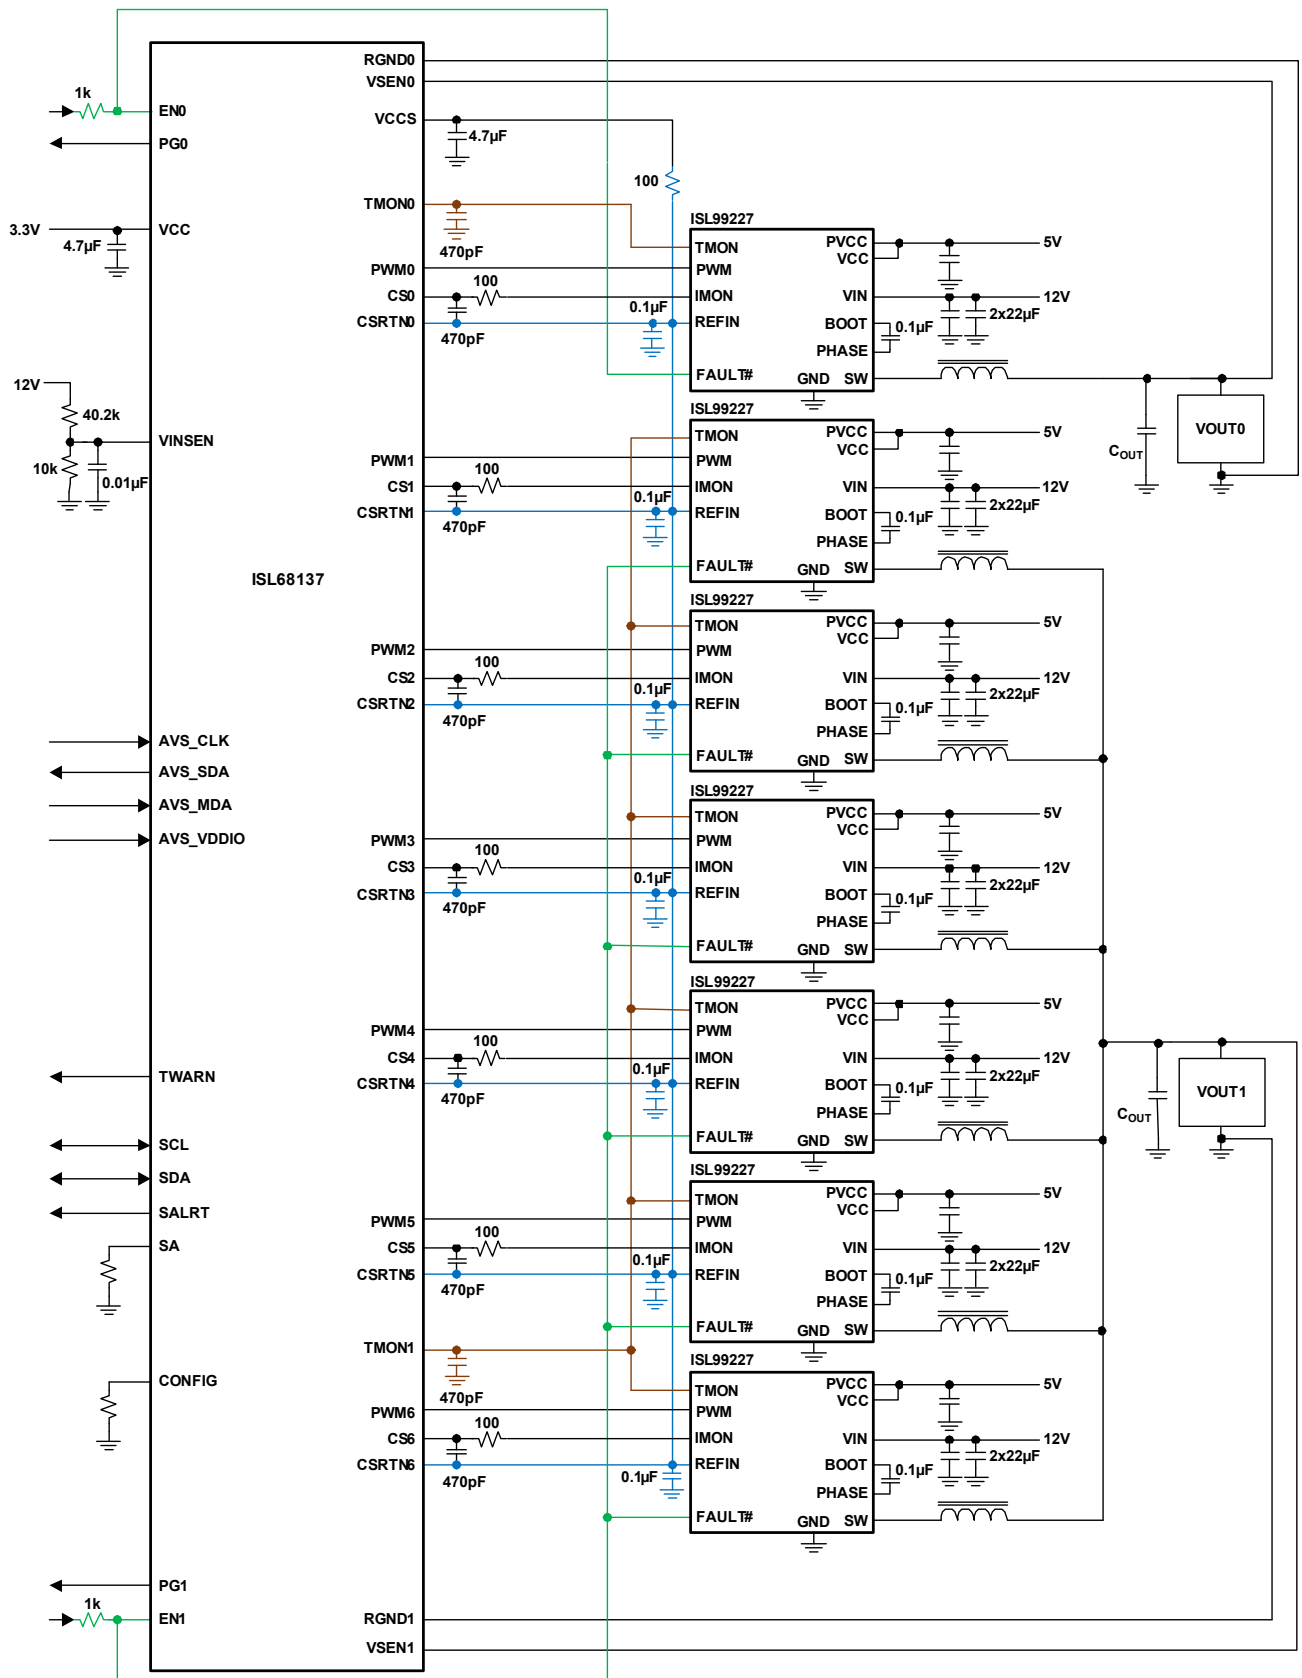 RGND0
VSEN0
1k
EN0
VCCS
4.7µF
PG0
100
TMON0
470pF
3.3V
VCC
4.7µF
PWM0
CS0
100
CSRTN0
470pF
0.1µF
ISL99227
TMON
PWM
IMON
REFIN
FAULT#
PVCC
VCC
VIN
BOOT
PHASE
GND SW
5V
12V
2x22µF
0.1µF
COUT
VOUT0
12V
40.2k
VINSEN
10k
0.01µF
PWM1
CS1
100
CSRTN1
470pF
0.1µF
ISL99227
TMON
PWM
IMON
REFIN
FAULT#
PVCC
VCC
VIN
BOOT
PHASE
GND SW
5V
12V
2x22µF
0.1µF
ISL68137
PWM2
CS2
100
CSRTN2
470pF
0.1µF
ISL99227
TMON
PWM
IMON
REFIN
FAULT#
PVCC
VCC
VIN
BOOT
PHASE
GND SW
5V
12V
2x22µF
0.1µF
AVS_CLK
AVS_SDA
AVS_MDA
AVS_VDDIO
PWM3
CS3
100
CSRTN3
470pF
0.1µF
ISL99227
TMON
PWM
IMON
REFIN
FAULT#
PVCC
VCC
VIN
BOOT
PHASE
GND SW
5V
12V
2x22µF
0.1µF
PWM4
CS4
100
CSRTN4
470pF
0.1µF
ISL99227
TMON
PWM
IMON
REFIN
FAULT#
PVCC
VCC
VIN
BOOT
PHASE
GND SW
5V
12V
2x22µF
0.1µF
COUT
VOUT1
TWARN
SCL
SDA
SALRT
SA
PWM5
CS5
100
CSRTN5
470pF
0.1µF
ISL99227
TMON
PWM
IMON
REFIN
FAULT#
PVCC
VCC
VIN
BOOT
PHASE
GND SW
5V
12V
2x22µF
0.1µF
TMON1
470pF
CONFIG
PWM6
CS6
100
CSRTN6
470pF
0.1µF
ISL99227
TMON
PWM
IMON
REFIN
FAULT#
PVCC
VCC
VIN
BOOT
PHASE
GND SW
5V
12V
2x22µF
0.1µF
PG1
1k
EN1
RGND1
VSEN1